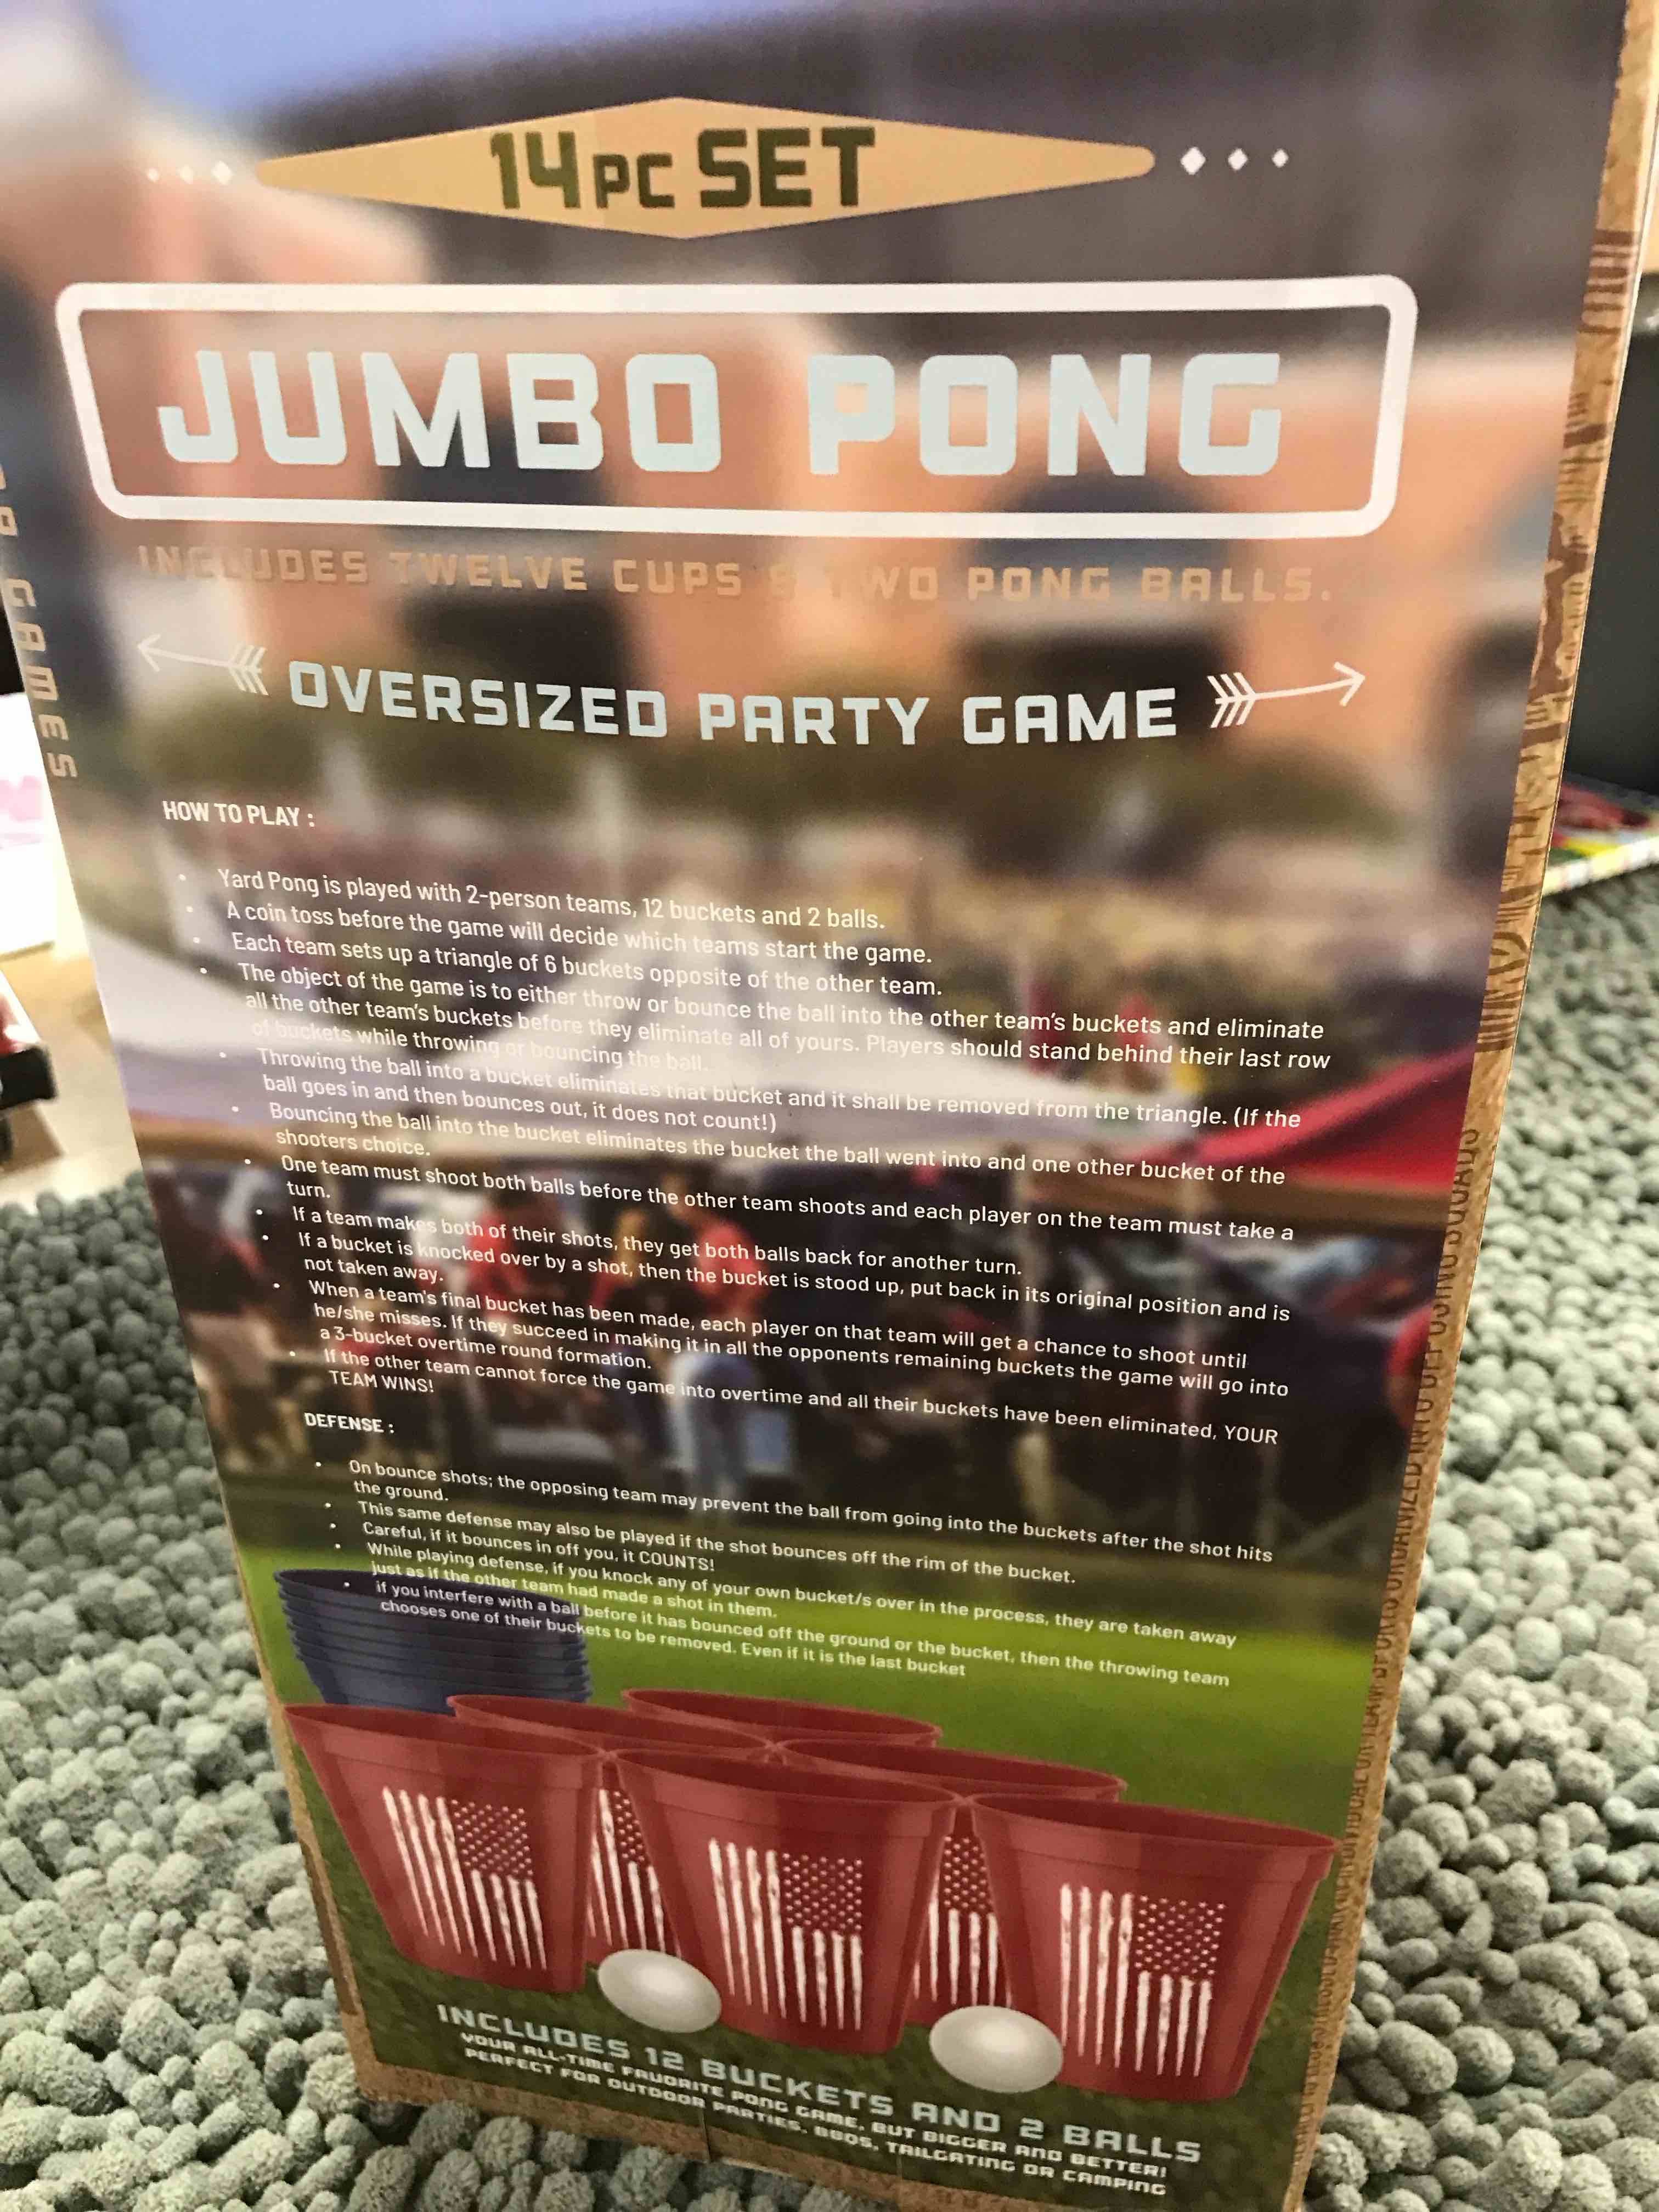 14PC SET
JUMBO PONG
INCLUDES TWELVE CUPS & TWO PONG BALLS.
OVERSIZED PARTY GAME
GAMES
HOW TO PLAY :
• Yard Pong is played with 2-person teams, 12 buckets and 2 balls.
• A coin toss before the game will decide which teams start the game.
• Each team sets up a triangle of 6 buckets opposite of the other team.
• The object of the game is to either throw or bounce the ball into the other team's buckets and eliminate
all the other team's buckets before they eliminate all of yours. Players should stand behind their last row
of buckets while throwing or bouncing the ball.
• Throwing the ball into a bucket eliminates that bucket and it shall be removed from the triangle. (If the
ball goes in and then bounces out, it does not count!)
• Bouncing the ball into the bucket eliminates the bucket the ball went into and one other bucket of the
shooters choice.
• One team must shoot both balls before the other team shoots and each player on the team must take a
turn.
• If a team makes both of their shots, they get both balls back for another turn.
• If a bucket is knocked over by a shot, then the bucket is stood up, put back in its original position and is
not taken away.
• When a team's final bucket has been made, each player on that team will get a chance to shoot until
he/she misses. If they succeed in making it in all the opponents remaining buckets the game will go into
a 3-bucket overtime round formation.
• If the other team cannot force the game into overtime and all their buckets have been eliminated, YOUR
TEAM WINS!
DEFENSE :
• On bounce shots; the opposing team may prevent the ball from going into the buckets after the shot hits
the ground.
• This same defense may also be played if the shot bounces off the rim of the bucket.
• Careful, if it bounces in off you, it COUNTS!
• While playing defense, if you knock any of your own bucket/s over in the process, they are taken away
just as if the other team had made a shot in them.
• if you interfere with a ball before it has bounced off the ground or the bucket, then the throwing team
chooses one of their buckets to be removed. Even if it is the last bucket
INCLUDES 12 BUCKETS AND 2 BALLS
YOUR ALL-TIME FAVORITE PONG GAME, BUT BIGGER AND BETTER!
PERFECT FOR OUTDOOR PARTIES, BBQS, TAILGATING OR CAMPING